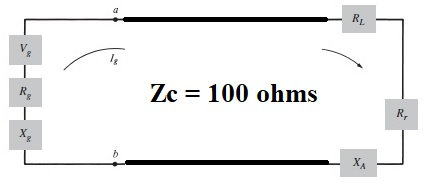 a
R_L
V_g
I_g
Zc = 100 ohms
R_g
R_r
X_g
b
X_A